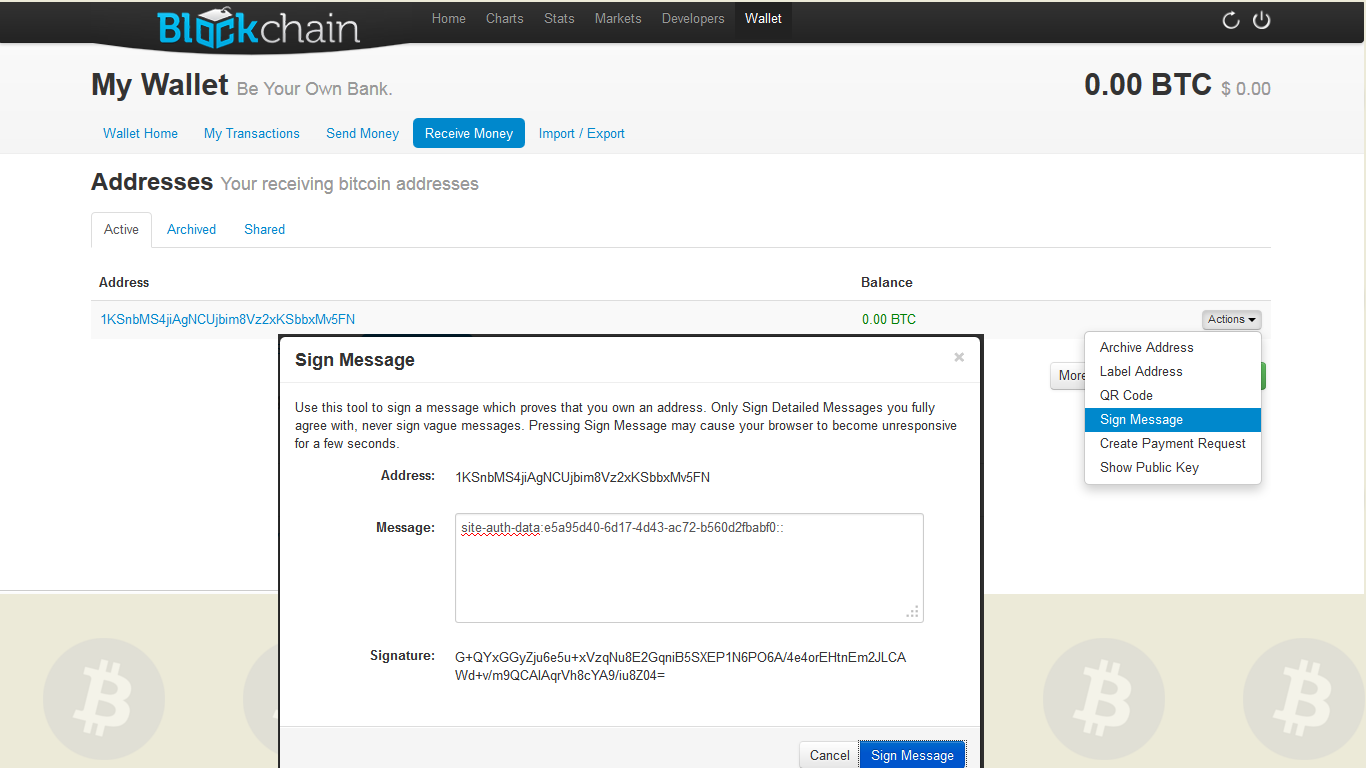 Blockchain
Home Charts Stats Markets Developers Wallet
My Wallet Be Your Own Bank.
0.00 BTC $ 0.00
Wallet Home My Transactions Send Money Receive Money Import / Export
Addresses Your receiving bitcoin addresses
Active Archived Shared
Address Balance
1KSnbMS4jiAgNCUjbim8Vz2xKSbbxMv5FN 0.00 BTC Actions
Archive Address
Label Address
QR Code
Sign Message
Create Payment Request
Show Public Key
More
Sign Message ×
Use this tool to sign a message which proves that you own an address. Only Sign Detailed Messages you fully
agree with, never sign vague messages. Pressing Sign Message may cause your browser to become unresponsive
for a few seconds.
Address: 1KSnbMS4jiAgNCUjbim8Vz2xKSbbxMv5FN
Message: site-auth-data:e5a95d40-6d17-4d43-ac72-b560d2fbabf0::
Signature: G+QYxGGyZju6e5u+xVzqNu8E2GqniB5SXEP1N6PO6A/4e4orEHtnEm2JLCA
Wd+v/m9QCAlAqrVh8cYA9/iu8Z04=
Cancel Sign Message